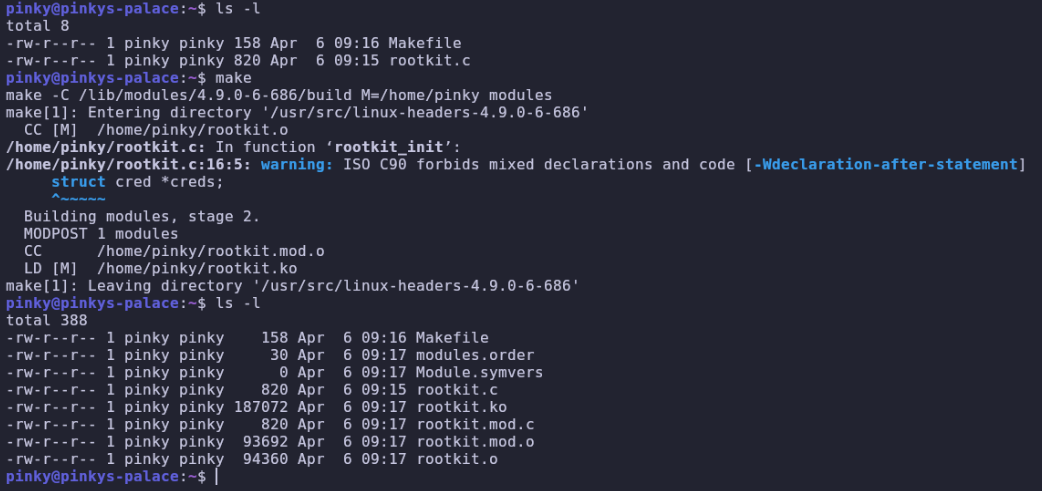 pinky@pinkys-palace:~$ ls -l
total 8
-rw-r--r-- 1 pinky pinky 158 Apr  6 09:16 Makefile
-rw-r--r-- 1 pinky pinky 820 Apr  6 09:15 rootkit.c
pinky@pinkys-palace:~$ make
make -C /lib/modules/4.9.0-6-686/build M=/home/pinky modules
make[1]: Entering directory '/usr/src/linux-headers-4.9.0-6-686'
  CC [M]  /home/pinky/rootkit.o
/home/pinky/rootkit.c: In function ‘rootkit_init’:
/home/pinky/rootkit.c:16:5: warning: ISO C90 forbids mixed declarations and code [-Wdeclaration-after-statement]
     struct cred *creds;
     ^~~~~~
  Building modules, stage 2.
  MODPOST 1 modules
  CC      /home/pinky/rootkit.mod.o
  LD [M]  /home/pinky/rootkit.ko
make[1]: Leaving directory '/usr/src/linux-headers-4.9.0-6-686'
pinky@pinkys-palace:~$ ls -l
total 388
-rw-r--r-- 1 pinky pinky    158 Apr  6 09:16 Makefile
-rw-r--r-- 1 pinky pinky     30 Apr  6 09:17 modules.order
-rw-r--r-- 1 pinky pinky      0 Apr  6 09:17 Module.symvers
-rw-r--r-- 1 pinky pinky    820 Apr  6 09:15 rootkit.c
-rw-r--r-- 1 pinky pinky 187072 Apr  6 09:17 rootkit.ko
-rw-r--r-- 1 pinky pinky    820 Apr  6 09:17 rootkit.mod.c
-rw-r--r-- 1 pinky pinky  93692 Apr  6 09:17 rootkit.mod.o
-rw-r--r-- 1 pinky pinky  94360 Apr  6 09:17 rootkit.o
pinky@pinkys-palace:~$